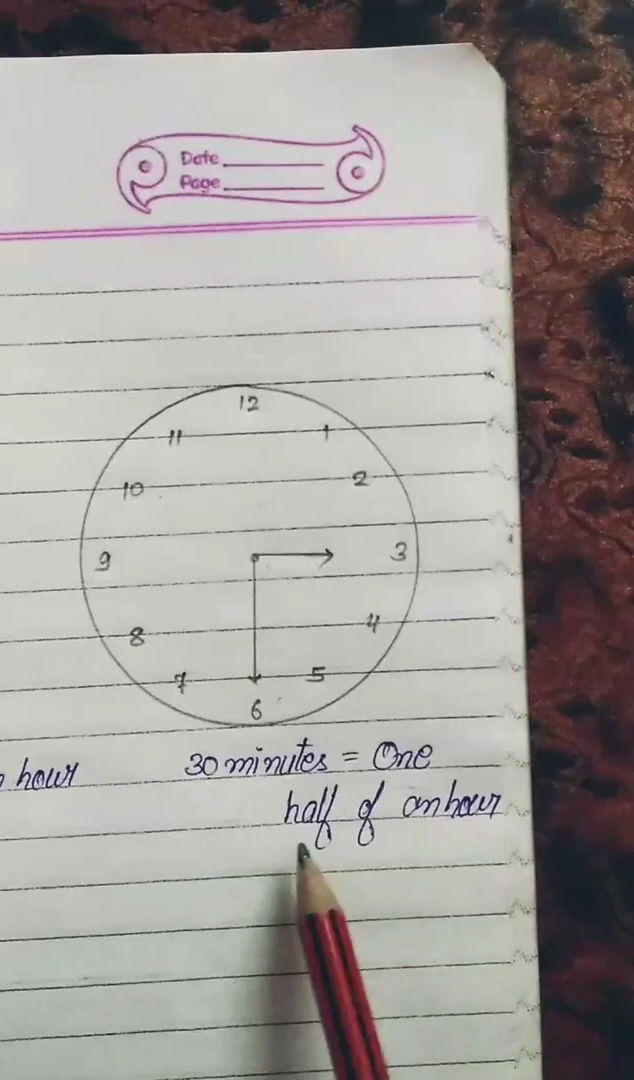 Date
Page
12
11 1
10 2
9 3
8 4
7 5
6
hour 30 minutes = One
half of an hour